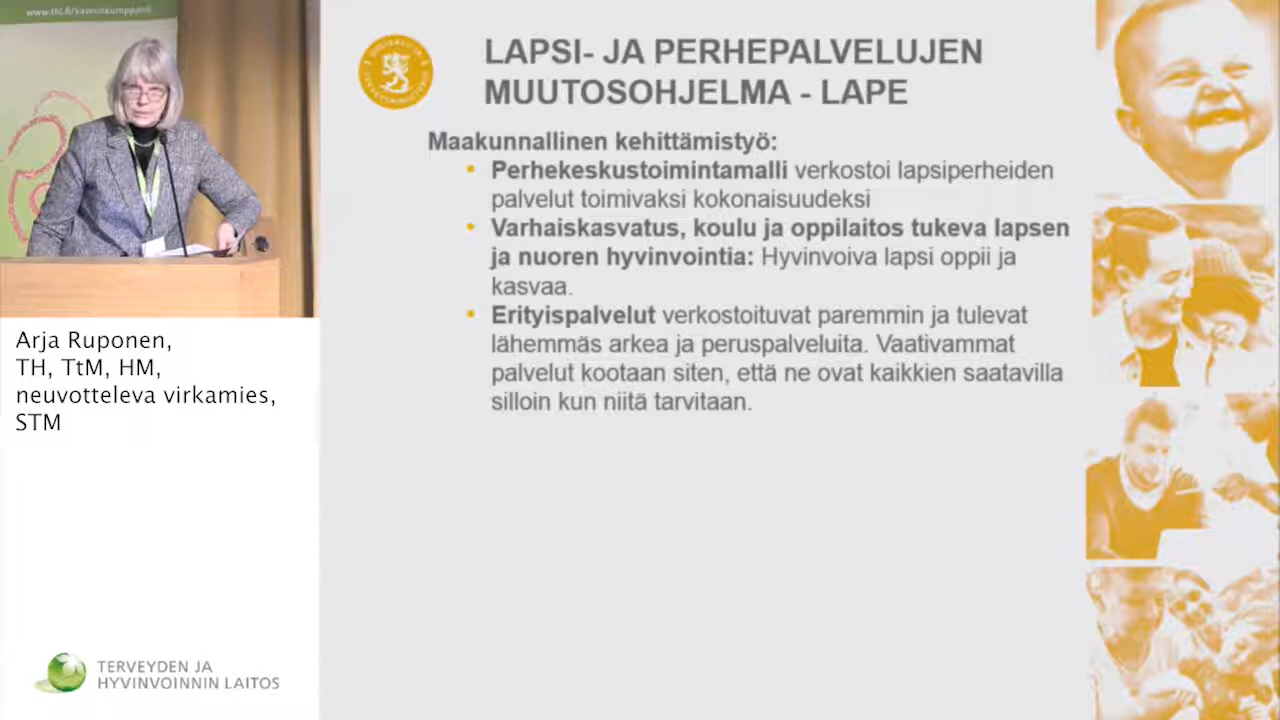 LAPSI- JA PERHEPALVELUJEN
MUUTOSOHJELMA - LAPE
Maakunnallinen kehittämistyö:
• Perhekeskustoimintamalli verkostoi lapsiperheiden
palvelut toimivaksi kokonaisuudeksi
• Varhaiskasvatus, koulu ja oppilaitos tukeva lapsen
ja nuoren hyvinvointia: Hyvinvoiva lapsi oppii ja
kasvaa.
• Erityispalvelut verkostoituvat paremmin ja tulevat
lähemmäs arkea ja peruspalveluita. Vaativammat
palvelut kootaan siten, että ne ovat kaikkien saatavilla
silloin kun niitä tarvitaan.
Arja Ruponen,
TH, TtM, HM,
neuvotteleva virkamies,
STM
TERVEYDEN JA
HYVINVOINNIN LAITOS